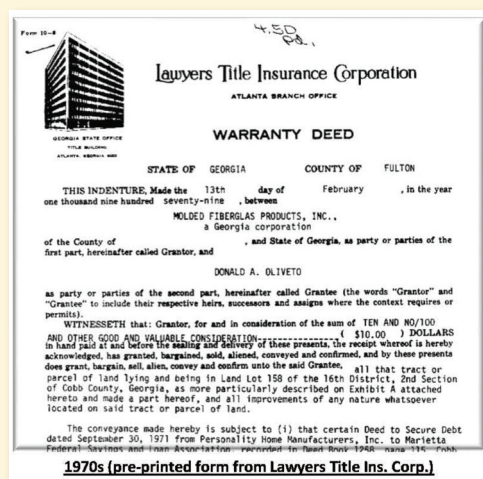 Form 10-8
4.50
Pd.
Lawyers Title Insurance Corporation
ATLANTA BRANCH OFFICE
GEORGIA STATE OFFICE
TITLE BUILDING
ATLANTA GEORGIA
WARRANTY DEED
STATE OF GEORGIA COUNTY OF FULTON
THIS INDENTURE, Made the 13th day of February , in the year
one thousand nine hundred seventy-nine , between
MOLDED FIBERGLAS PRODUCTS, INC.,
a Georgia corporation
of the County of , and State of Georgia, as party or parties of the
first part, hereinafter called Grantor, and
DONALD A. OLIVETO
as party or parties of the second part, hereinafter called Grantee (the words "Grantor" and
"Grantee" to include their respective heirs, successors and assigns where the context requires or
permits).
WITNESSETH that: Grantor, for and in consideration of the sum of TEN AND NO/100
AND OTHER GOOD AND VALUABLE CONSIDERATION--------------- ( $10.00 ) DOLLARS
in hand paid at and before the sealing and delivery of these presents, the receipt whereof is hereby
acknowledged, has granted, bargained, sold, aliened, conveyed and confirmed, and by these presents
does grant, bargain, sell, alien, convey and confirm unto the said Grantee, all that tract or
parcel of land lying and being in Land Lot 158 of the 16th District, 2nd Section
of Cobb County, Georgia, as more particularly described on Exhibit A attached
hereto and made a part hereof, and all improvements of any nature whatsoever
located on said tract or parcel of land.
The conveyance made hereby is subject to (i) that certain Deed to Secure Debt
dated September 30, 1971 from Personality Home Manufacturers, Inc. to Marietta
Federal Savings and Loan Association, recorded in Deed Book 1258, page 115, Cobb
1970s (pre-printed form from Lawyers Title Ins. Corp.)